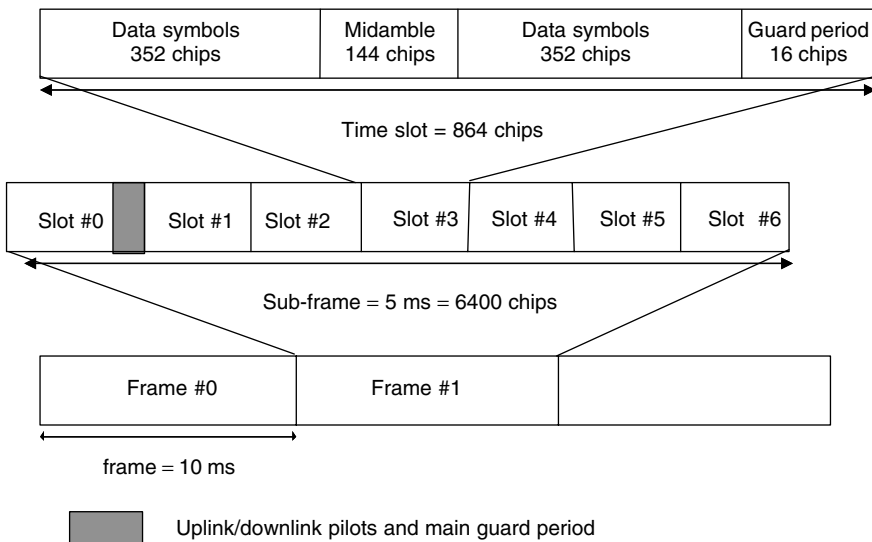 Data symbols
352 chips
Midamble
144 chips
Data symbols
352 chips
Guard period
16 chips
Time slot = 864 chips
Slot #0
Slot #1
Slot #2
Slot #3
Slot #4
Slot #5
Slot #6
Sub-frame = 5 ms = 6400 chips
Frame #0
Frame #1
frame = 10 ms
Uplink/downlink pilots and main guard period